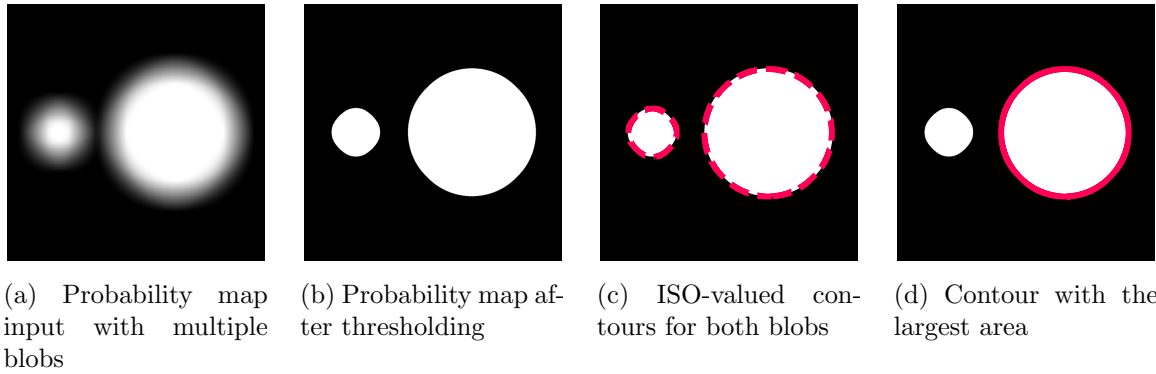 (a) Probability map
input with multiple
blobs
(b) Probability map af-
ter thresholding
(c) ISO-valued con-
tours for both blobs
(d) Contour with the
largest area